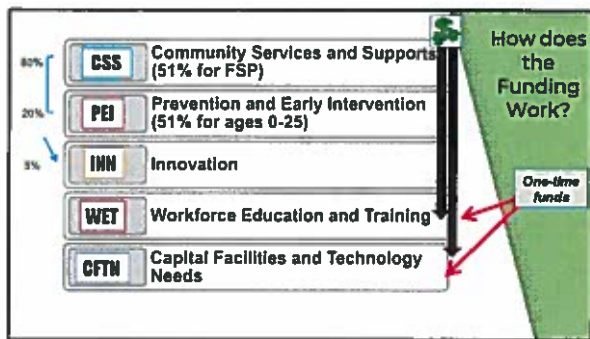 How does
the
Funding
Work?
80%
CSS
Community Services and Supports
(51% for FSP)
20%
PEI
Prevention and Early Intervention
(51% for ages 0-25)
5%
INN
Innovation
WET
Workforce Education and Training
CFTN
Capital Facilities and Technology
Needs
One-time
funds